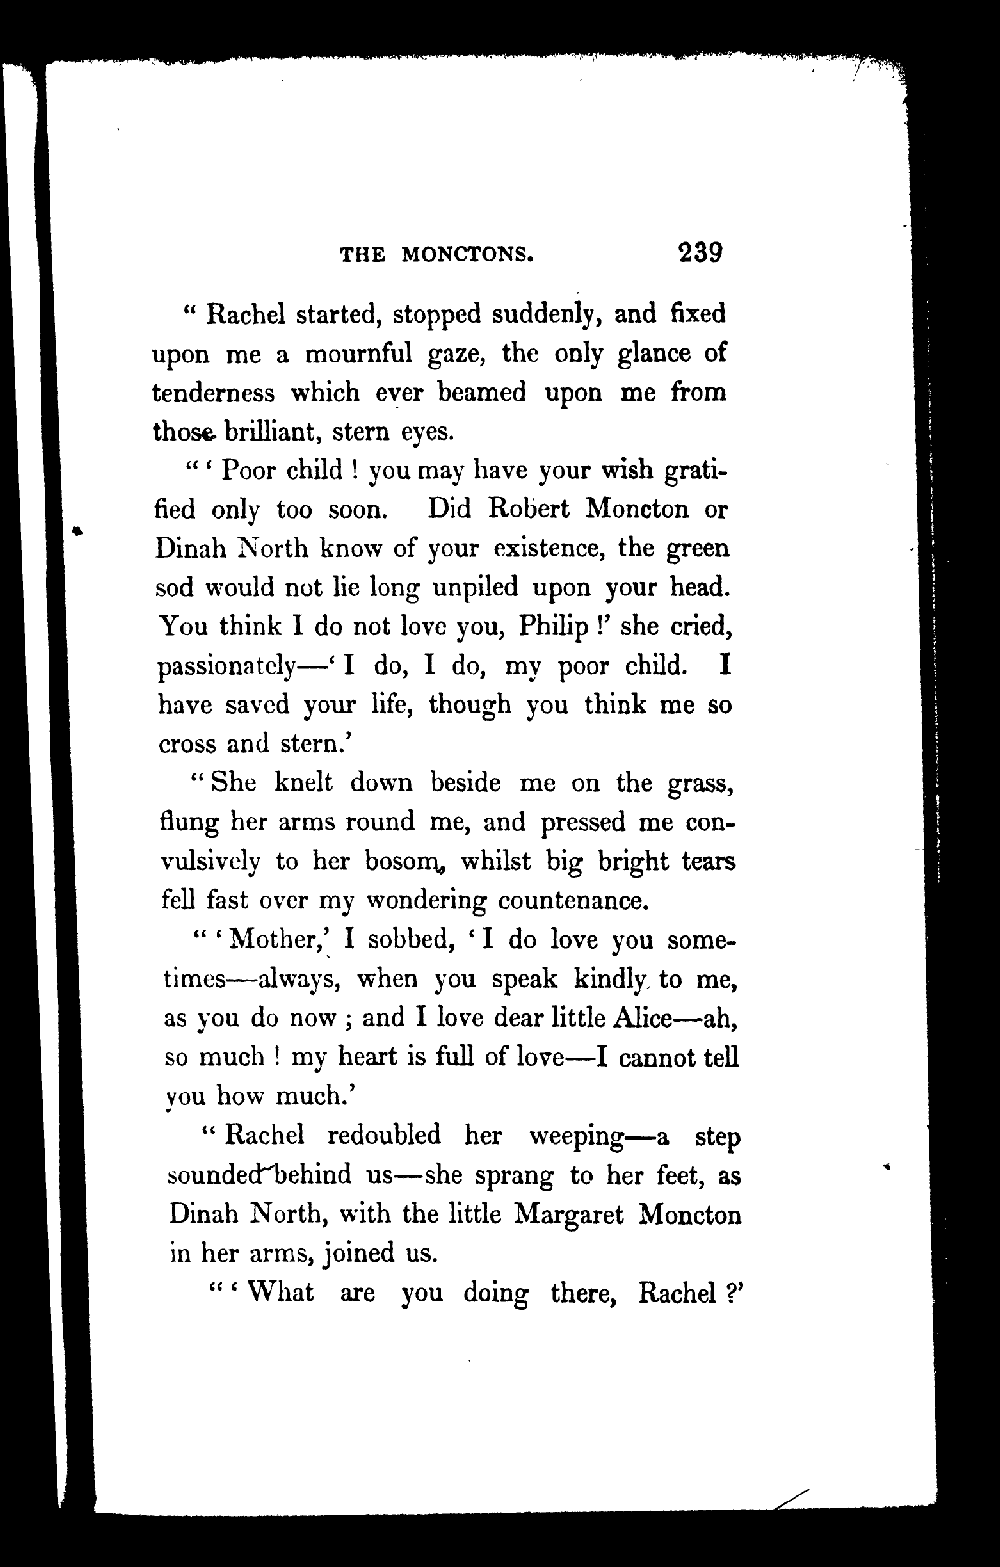 THE MONCTONS. 239
“ Rachel started, stopped suddenly, and fixed
upon me a mournful gaze, the only glance of
tenderness which ever beamed upon me from
those brilliant, stern eyes.
“ ‘ Poor child ! you may have your wish grati-
fied only too soon. Did Robert Moncton or
Dinah North know of your existence, the green
sod would not lie long unpiled upon your head.
You think I do not love you, Philip !’ she cried,
passionately—‘ I do, I do, my poor child. I
have saved your life, though you think me so
cross and stern.’
“ She knelt down beside me on the grass,
flung her arms round me, and pressed me con-
vulsively to her bosom, whilst big bright tears
fell fast over my wondering countenance.
“ ‘ Mother,’ I sobbed, ‘ I do love you some-
times—always, when you speak kindly to me,
as you do now ; and I love dear little Alice—ah,
so much ! my heart is full of love—I cannot tell
you how much.’
“ Rachel redoubled her weeping—a step
sounded behind us—she sprang to her feet, as
Dinah North, with the little Margaret Moncton
in her arms, joined us.
“ ‘ What are you doing there, Rachel ?’